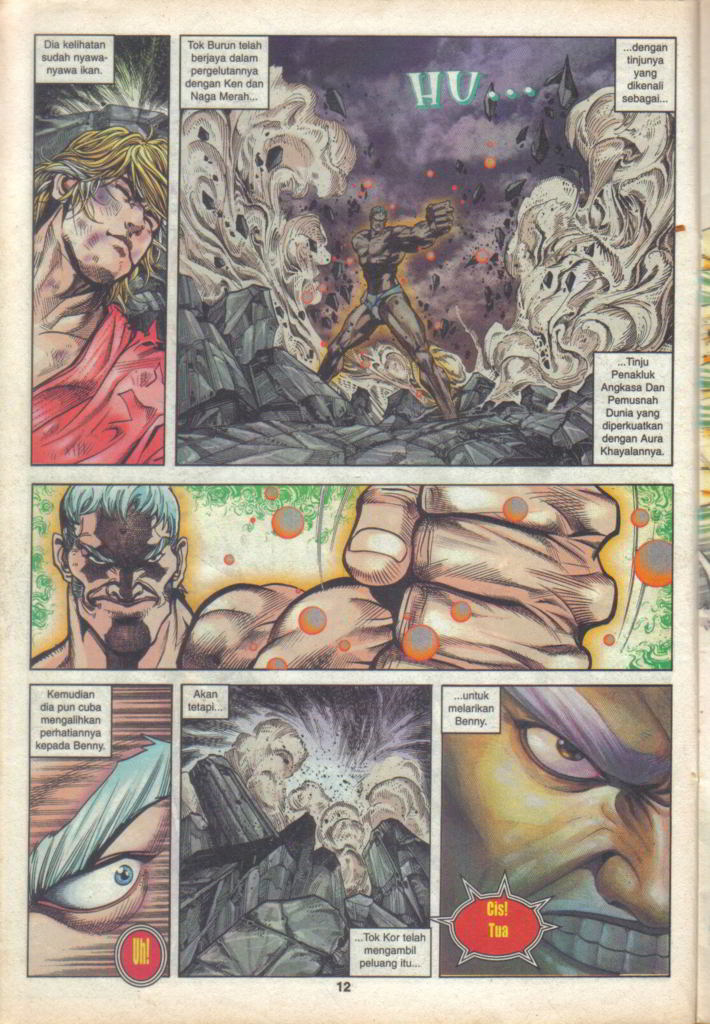 Dia kelihatan
sudah nyawa-
nyawa ikan.
Tok Burun telah
berjaya dalam
pergelutannya
dengan Ken dan
Naga Merah...
HU...
...dengan
tinjunya
yang
dikenali
sebagai...
...Tinju
Penakluk
Angkasa Dan
Pemusnah
Dunia yang
diperkuatkan
dengan Aura
Khayalannya.
Kemudian
dia pun cuba
mengalihkan
perhatiannya
kepada Benny.
Uh!
Akan
tetapi...
...Tok Kor telah
mengambil
peluang itu...
...untuk
melarikan
Benny.
Cis!
Tua
12